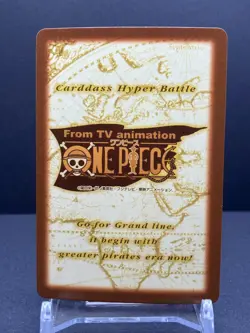 Carddass Hyper Battle
From TV animation
ワンピース
ONE PIECE
Go for Grand line,
it begin with
greater pirates era now!